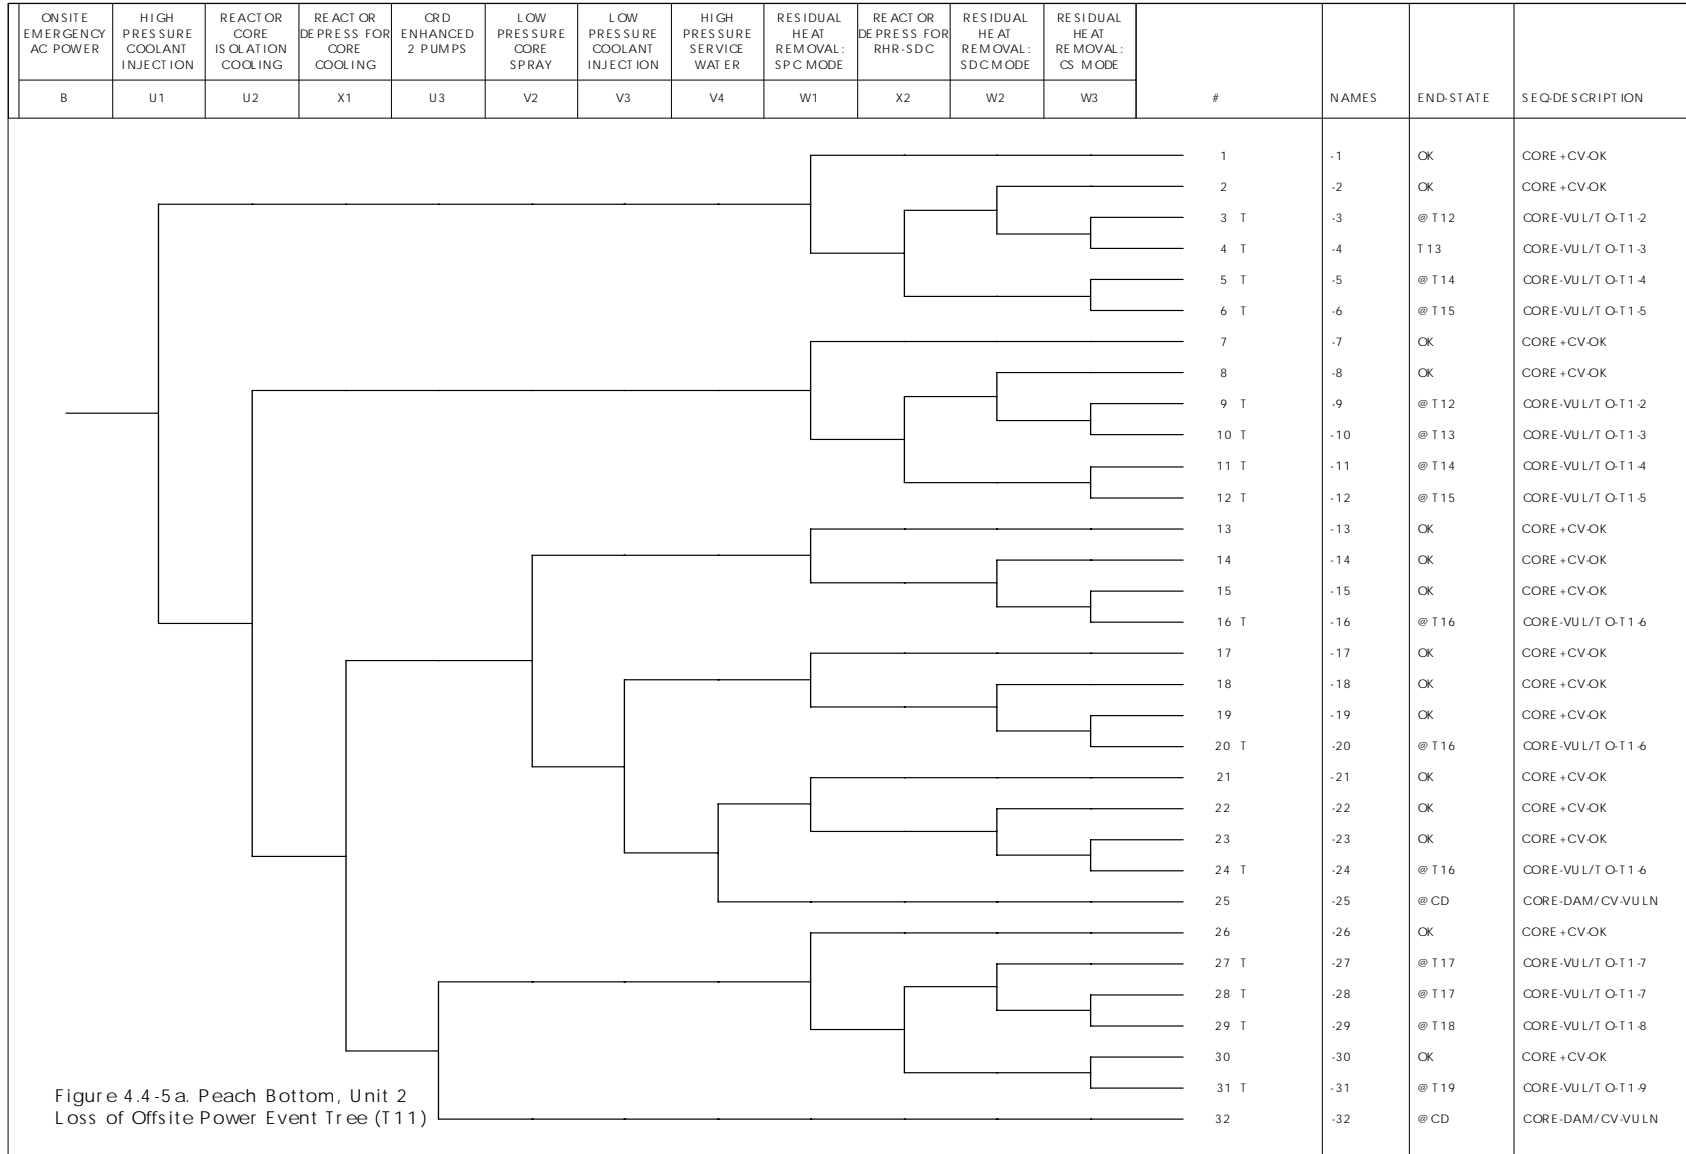 ONSITE EMERGENCY AC POWER
HIGH PRESSURE COOLANT INJECTION
REACTOR CORE ISOLATION COOLING
REACTOR DEPRESS FOR CORE COOLING
CRD ENHANCED 2 PUMPS
LOW PRESSURE CORE SPRAY
LOW PRESSURE COOLANT INJECTION
HIGH PRESSURE SERVICE WATER
RESIDUAL HEAT REMOVAL: SPC MODE
REACTOR DEPRESS FOR RHR-SDC
RESIDUAL HEAT REMOVAL: SDC MODE
RESIDUAL HEAT REMOVAL: CS MODE
B U1 U2 X1 U3 V2 V3 V4 W1 X2 W2 W3 # NAMES END-STATE SEQ-DESCRIPTION
1 -1 OK CORE+CV-OK
2 -2 OK CORE+CV-OK
3 T -3 @T12 CORE-VUL/TO-T1-2
4 T -4 T13 CORE-VUL/TO-T1-3
5 T -5 @T14 CORE-VUL/TO-T1-4
6 T -6 @T15 CORE-VUL/TO-T1-5
7 -7 OK CORE+CV-OK
8 -8 OK CORE+CV-OK
9 T -9 @T12 CORE-VUL/TO-T1-2
10 T -10 @T13 CORE-VUL/TO-T1-3
11 T -11 @T14 CORE-VUL/TO-T1-4
12 T -12 @T15 CORE-VUL/TO-T1-5
13 -13 OK CORE+CV-OK
14 -14 OK CORE+CV-OK
15 -15 OK CORE+CV-OK
16 T -16 @T16 CORE-VUL/TO-T1-6
17 -17 OK CORE+CV-OK
18 -18 OK CORE+CV-OK
19 -19 OK CORE+CV-OK
20 T -20 @T16 CORE-VUL/TO-T1-6
21 -21 OK CORE+CV-OK
22 -22 OK CORE+CV-OK
23 -23 OK CORE+CV-OK
24 T -24 @T16 CORE-VUL/TO-T1-6
25 -25 @CD CORE-DAM/CV-VULN
26 -26 OK CORE+CV-OK
27 T -27 @T17 CORE-VUL/TO-T1-7
28 T -28 @T17 CORE-VUL/TO-T1-7
29 T -29 @T18 CORE-VUL/TO-T1-8
30 -30 OK CORE+CV-OK
31 T -31 @T19 CORE-VUL/TO-T1-9
32 -32 @CD CORE-DAM/CV-VULN
Figure 4.4-5a. Peach Bottom, Unit 2
Loss of Offsite Power Event Tree (T11)